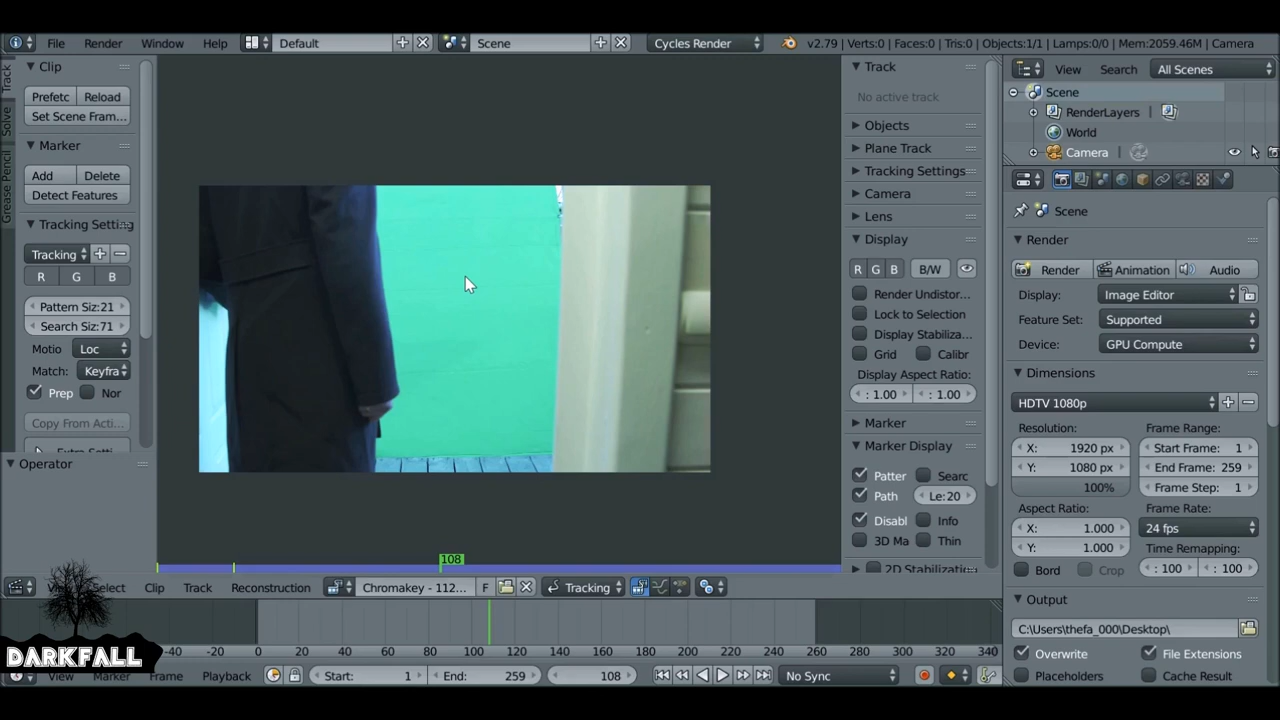 File Render Window Help Default Scene Cycles Render v2.79 | Verts:0 | Faces:0 | Tris:0 | Objects:1/1 | Lamps:0/0 | Mem:2059.46M | Camera
Track
Solve
Grease Pencil
Clip
Prefetc Reload
Set Scene Fram...
Marker
Add Delete
Detect Features
Tracking Setting
Tracking
R G B
Pattern Siz:21
Search Siz:71
Motio Loc
Match: Keyfra
Prep Nor
Copy From Acti...
Extra Setti
Operator
108
Track
No active track
Objects
Plane Track
Tracking Settings
Camera
Lens
Display
R G B B/W
Render Undistor...
Lock to Selection
Display Stabiliza...
Grid Calibr
Display Aspect Ratio:
: 1.00 : 1.00
Marker
Marker Display
Patter Searc
Path Le:20
Disabl Info
3D Ma Thin
2D Stabilization
View Search All Scenes
Scene
RenderLayers |
World
Camera |
Scene
Render
Render Animation Audio
Display: Image Editor
Feature Set: Supported
Device: GPU Compute
Dimensions
HDTV 1080p
Resolution: Frame Range:
X: 1920 px Start Frame: 1
Y: 1080 px End Frame: 259
100% Frame Step: 1
Aspect Ratio: Frame Rate:
X: 1.000 24 fps
Y: 1.000 Time Remapping:
Bord Crop : 100 : 100
Output
C:\Users\thefa_000\Desktop\
Overwrite File Extensions
Placeholders Cache Result
View Select Clip Track Reconstruction Chromakey - 112... F Tracking
-40 -20 0 20 40 60 80 100 120 140 160 180 200 220 240 260 280 300 320 340
View Marker Frame Playback Start: 1 End: 259 108 No Sync
DARKFALL